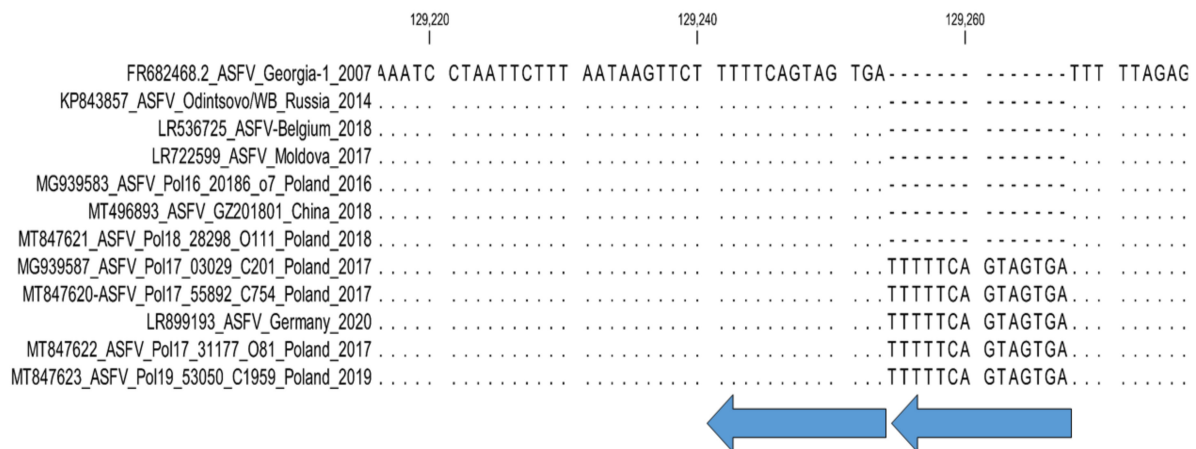 129,220 129,240 129,260
FR682468.2_ASFV_Georgia-1_2007 AAATC CTAATTCTTT AATAAGTTCT TTTTCAGTAG TGA------- -------TTT TTAGAG
KP843857_ASFV_Odintsovo/WB_Russia_2014 ..... .......... .......... .......... ...------- -------... ......
LR536725_ASFV-Belgium_2018 ..... .......... .......... .......... ...------- -------... ......
LR722599_ASFV_Moldova_2017 ..... .......... .......... .......... ...------- -------... ......
MG939583_ASFV_Pol16_20186_o7_Poland_2016 ..... .......... .......... .......... ...------- -------... ......
MT496893_ASFV_GZ201801_China_2018 ..... .......... .......... .......... ...------- -------... ......
MT847621_ASFV_Pol18_28298_O111_Poland_2018 ..... .......... .......... .......... ...------- -------... ......
MG939587_ASFV_Pol17_03029_C201_Poland_2017 ..... .......... .......... .......... ...TTTTTCA GTAGTGA... ......
MT847620-ASFV_Pol17_55892_C754_Poland_2017 ..... .......... .......... .......... ...TTTTTCA GTAGTGA... ......
LR899193_ASFV_Germany_2020 ..... .......... .......... .......... ...TTTTTCA GTAGTGA... ......
MT847622_ASFV_Pol17_31177_O81_Poland_2017 ..... .......... .......... .......... ...TTTTTCA GTAGTGA... ......
MT847623_ASFV_Pol19_53050_C1959_Poland_2019 ..... .......... .......... .......... ...TTTTTCA GTAGTGA... ......